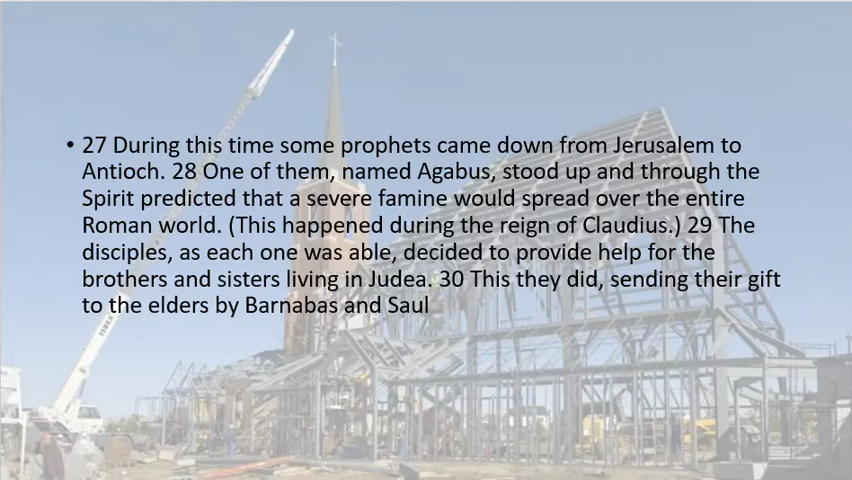 • 27 During this time some prophets came down from Jerusalem to
Antioch. 28 One of them, named Agabus, stood up and through the
Spirit predicted that a severe famine would spread over the entire
Roman world. (This happened during the reign of Claudius.) 29 The
disciples, as each one was able, decided to provide help for the
brothers and sisters living in Judea. 30 This they did, sending their gift
to the elders by Barnabas and Saul